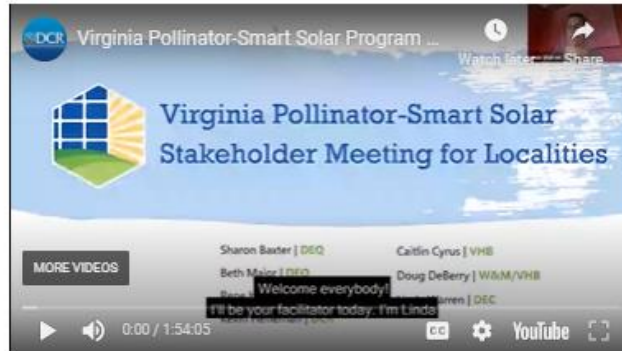 DCR Virginia Pollinator-Smart Solar Program ...
Watch later Share
Virginia Pollinator-Smart Solar
Stakeholder Meeting for Localities
Sharon Baxter | DEQ Caitlin Cyrus | VHB
MORE VIDEOS
Beth Major | DEQ Doug DeBerry | W&M/VHB
Welcome everybody!
| DEC
I'll be your facilitator today. I'm Linda
0:00 / 1:54:05 CC YouTube